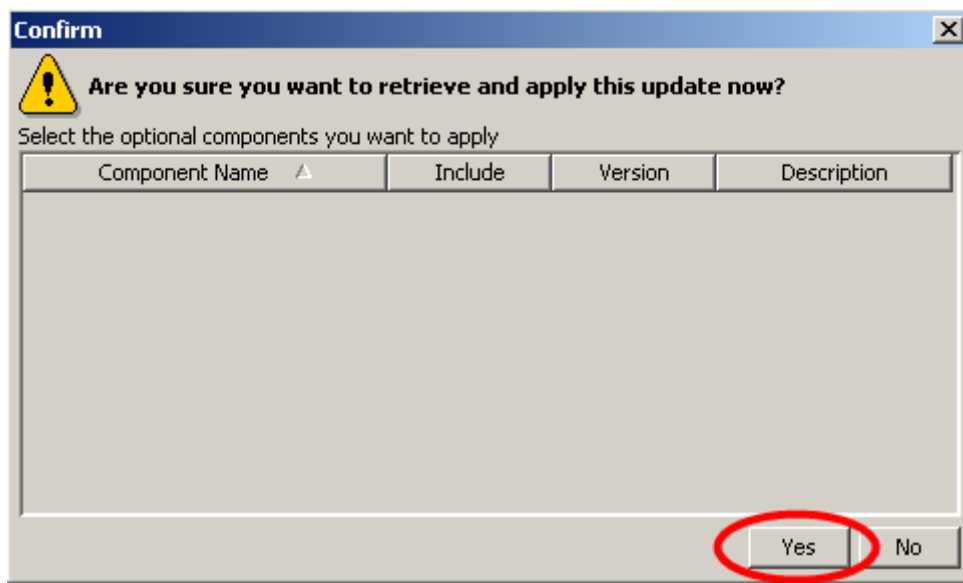 Confirm
Are you sure you want to retrieve and apply this update now?
Select the optional components you want to apply
Component Name Include Version Description
Yes No